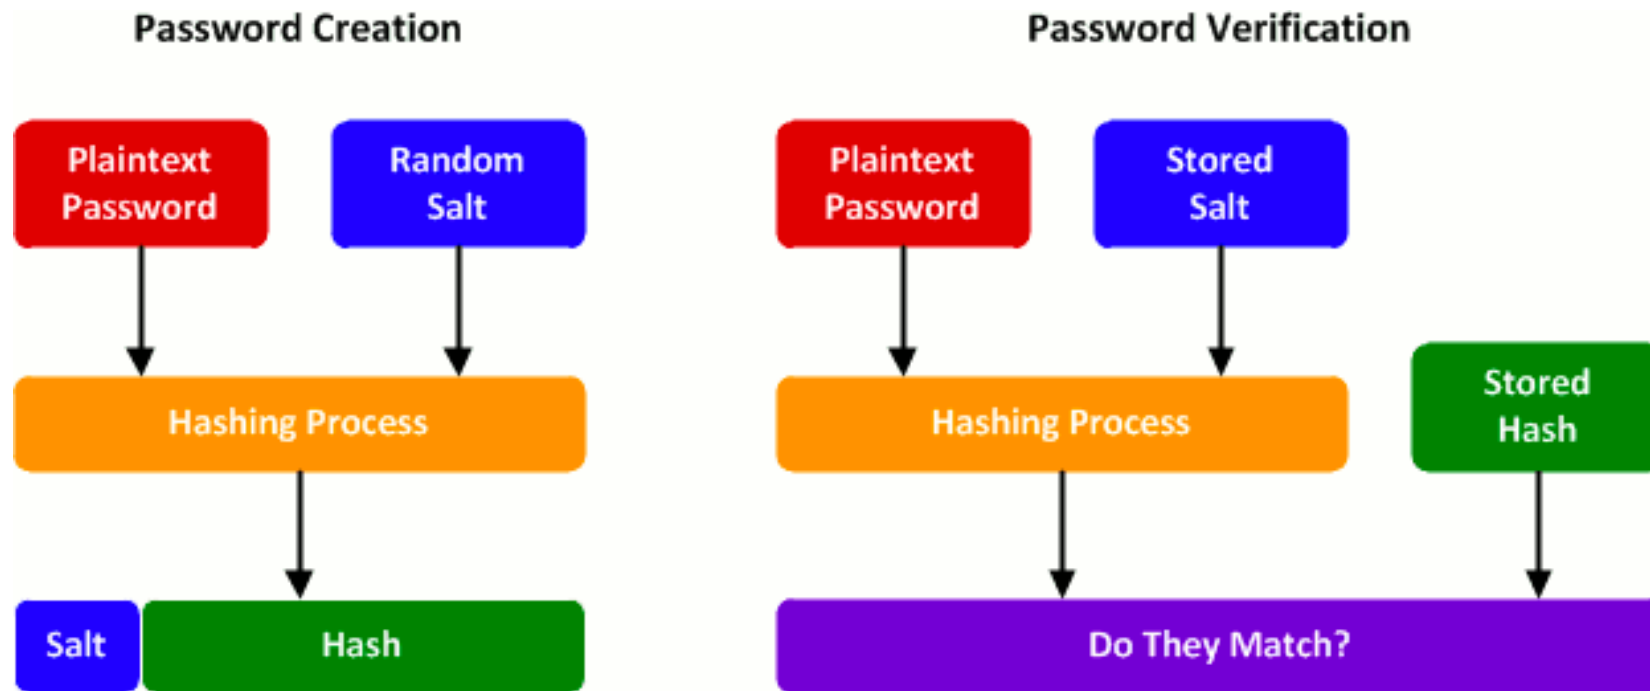 Password Creation
Password Verification
Plaintext
Password
Random
Salt
Plaintext
Password
Stored
Salt
Hashing Process
Hashing Process
Stored
Hash
Salt
Hash
Do They Match?